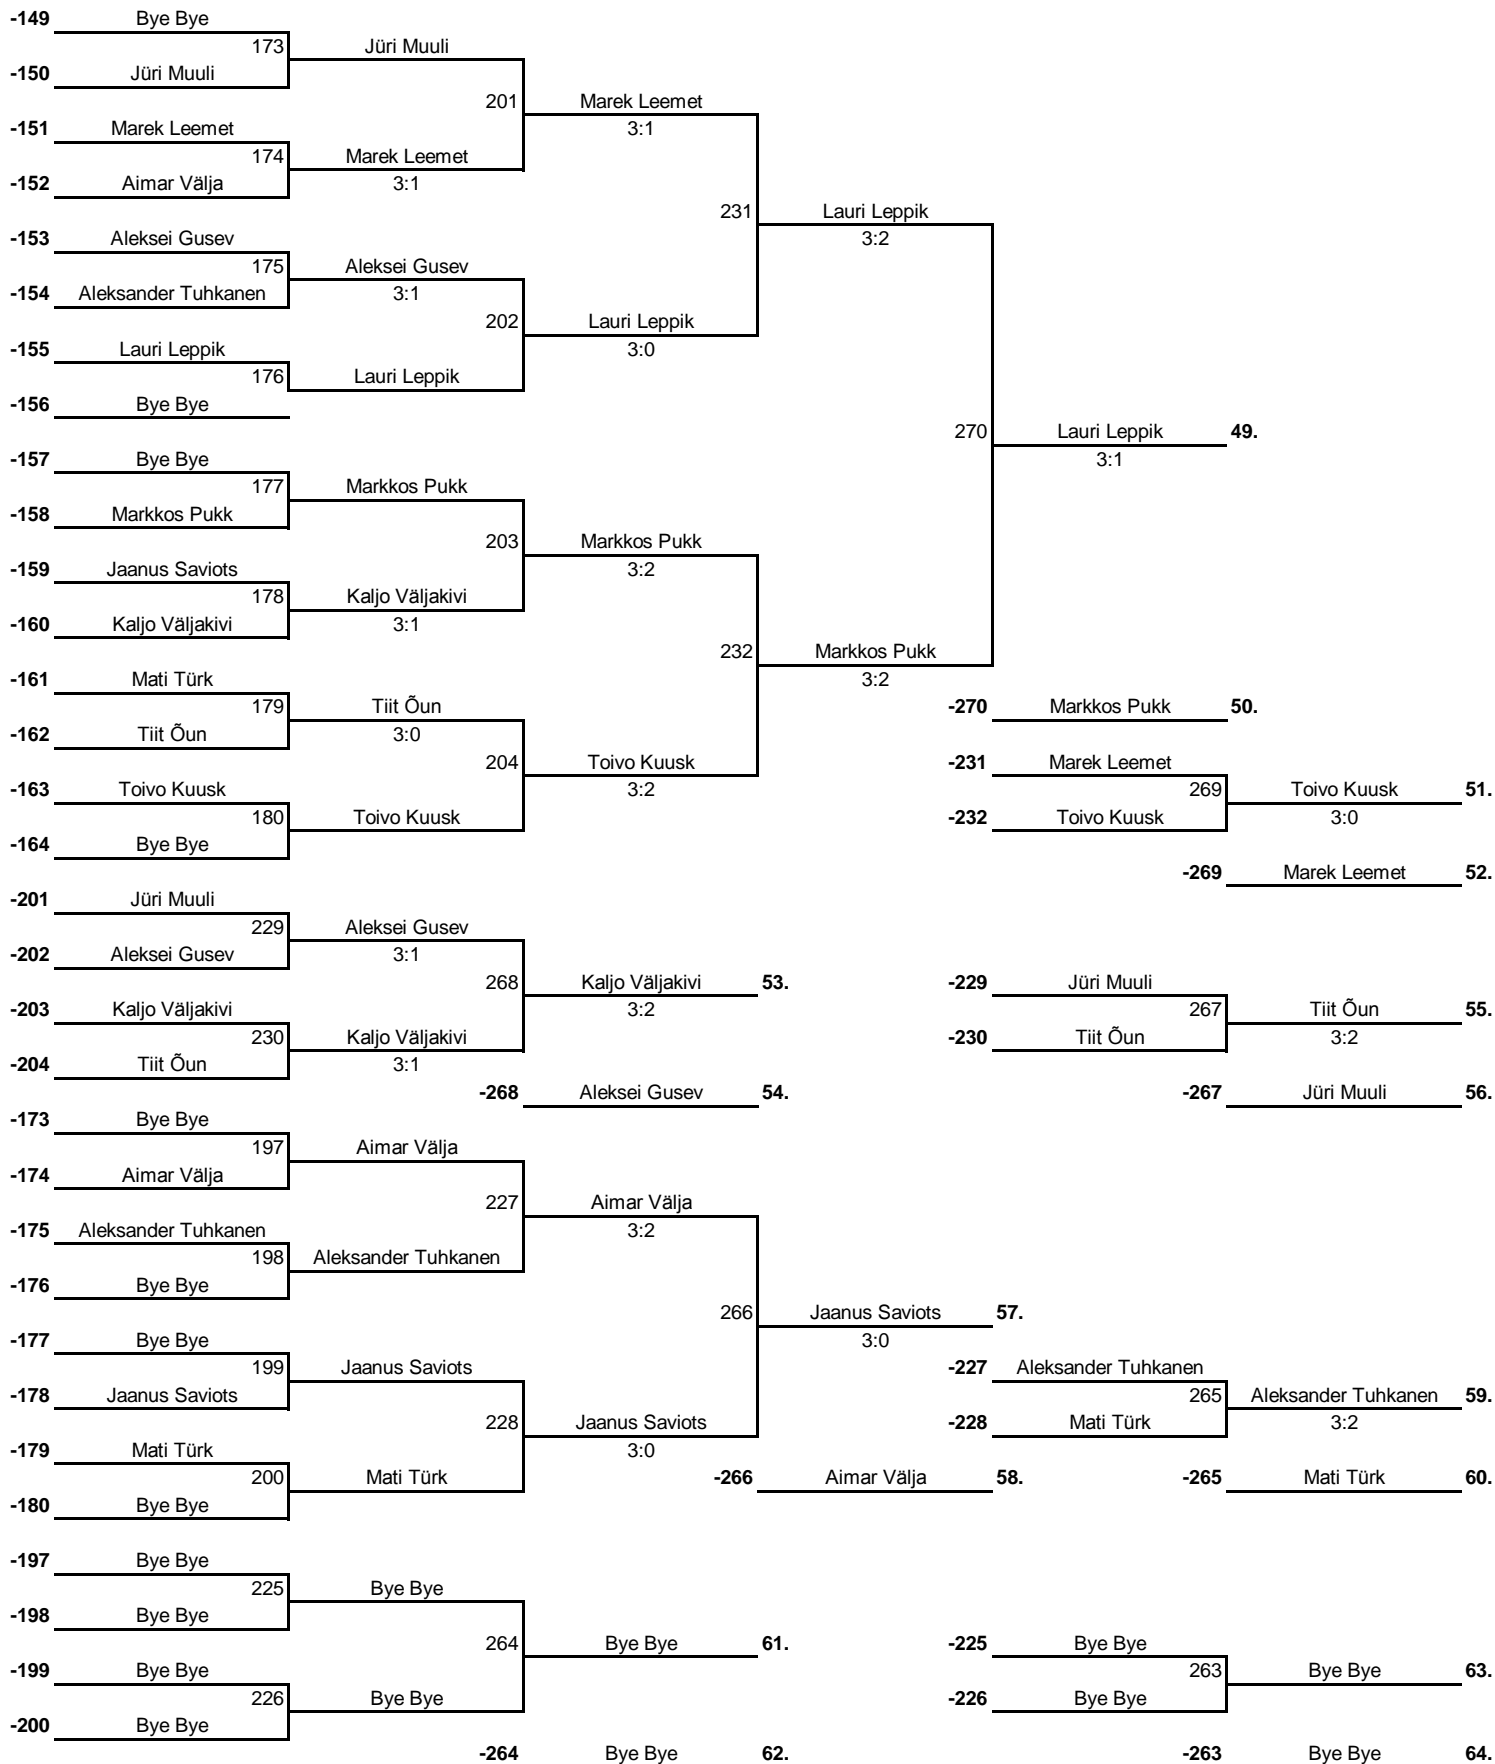 -149 Bye Bye
173 Jüri Muuli
-150 Jüri Muuli
201 Marek Leemet
-151 Marek Leemet 3:1
174 Marek Leemet
-152 Aimar Välja 3:1
231 Lauri Leppik
-153 Aleksei Gusev 3:2
175 Aleksei Gusev
-154 Aleksander Tuhkanen 3:1
202 Lauri Leppik
-155 Lauri Leppik 3:0
176 Lauri Leppik
-156 Bye Bye
270 Lauri Leppik 49.
-157 Bye Bye 3:1
177 Markkos Pukk
-158 Markkos Pukk
203 Markkos Pukk
-159 Jaanus Saviots 3:2
178 Kaljo Väljakivi
-160 Kaljo Väljakivi 3:1
232 Markkos Pukk
-161 Mati Türk 3:2
179 Tiit Õun -270 Markkos Pukk 50.
-162 Tiit Õun 3:0
204 Toivo Kuusk -231 Marek Leemet
-163 Toivo Kuusk 3:2 269 Toivo Kuusk 51.
180 Toivo Kuusk -232 Toivo Kuusk 3:0
-164 Bye Bye
-269 Marek Leemet 52.
-201 Jüri Muuli
229 Aleksei Gusev
-202 Aleksei Gusev 3:1
268 Kaljo Väljakivi 53. -229 Jüri Muuli
-203 Kaljo Väljakivi 3:2 267 Tiit Õun 55.
230 Kaljo Väljakivi -230 Tiit Õun 3:2
-204 Tiit Õun 3:1
-268 Aleksei Gusev 54. -267 Jüri Muuli 56.
-173 Bye Bye
197 Aimar Välja
-174 Aimar Välja
227 Aimar Välja
-175 Aleksander Tuhkanen 3:2
198 Aleksander Tuhkanen
-176 Bye Bye
266 Jaanus Saviots 57.
-177 Bye Bye 3:0
199 Jaanus Saviots -227 Aleksander Tuhkanen
-178 Jaanus Saviots 265 Aleksander Tuhkanen 59.
228 Jaanus Saviots -228 Mati Türk 3:2
-179 Mati Türk 3:0
200 Mati Türk -266 Aimar Välja 58. -265 Mati Türk 60.
-180 Bye Bye
-197 Bye Bye
225 Bye Bye
-198 Bye Bye
264 Bye Bye 61. -225 Bye Bye
-199 Bye Bye 263 Bye Bye 63.
226 Bye Bye -226 Bye Bye
-200 Bye Bye
-264 Bye Bye 62. -263 Bye Bye 64.